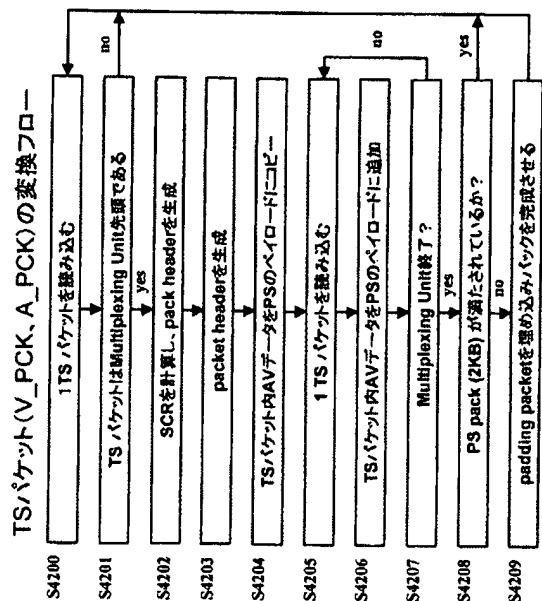 TSパケット(V_PCK、A_PCK)の変換フロー
S4200
1TS パケットを読み込む
S4201
TS パケットはMultiplexing Unit先頭である
no
yes
S4202
SCRを計算し、pack headerを生成
S4203
packet headerを生成
S4204
TSパケット内AVデータをPSのペイロードにコピー
S4205
1 TS パケットを読み込む
S4206
TSパケット内AVデータをPSのペイロードに追加
S4207
Multiplexing Unit終了?
no
yes
S4208
PS pack (2KB) が満たされているか?
yes
no
S4209
padding packetを埋め込みパックを完成させる